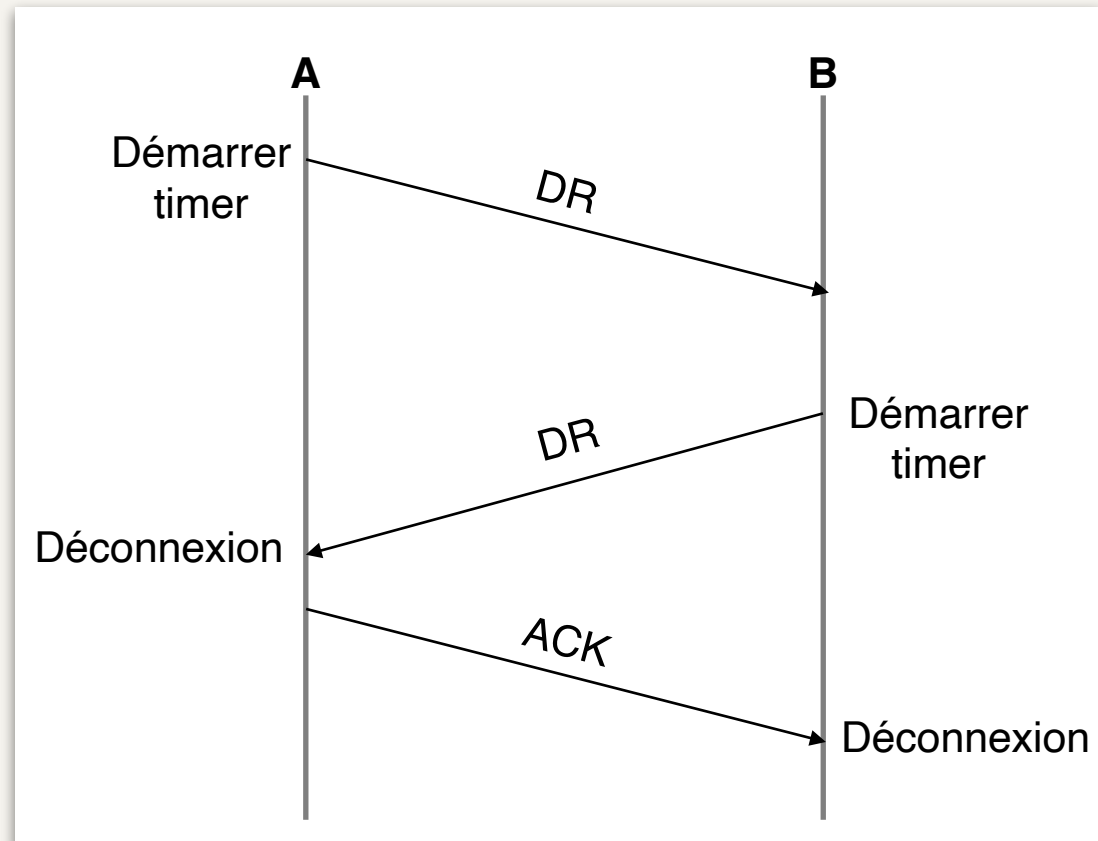 A
B
Démarrer
timer
DR
DR
Démarrer
timer
Déconnexion
ACK
Déconnexion